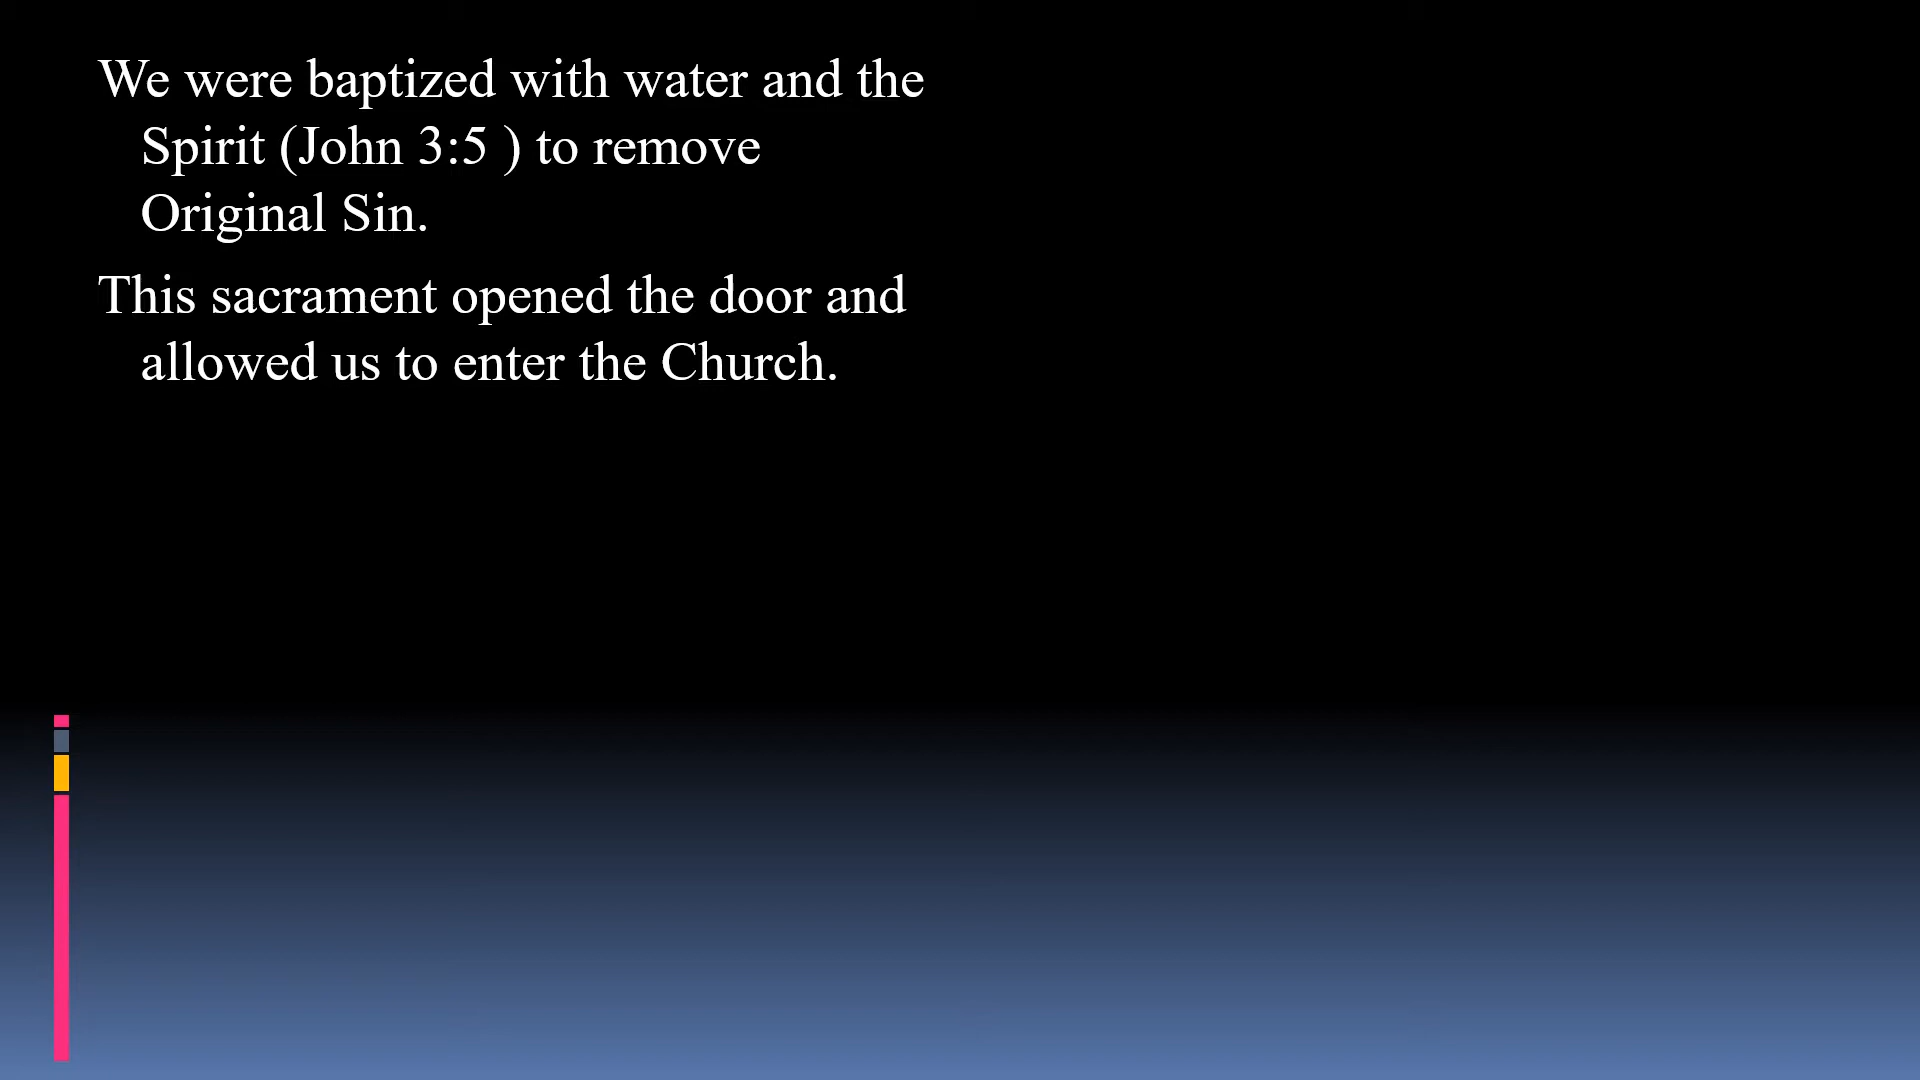 We were baptized with water and the
Spirit (John 3:5 ) to remove
Original Sin.
This sacrament opened the door and
allowed us to enter the Church.